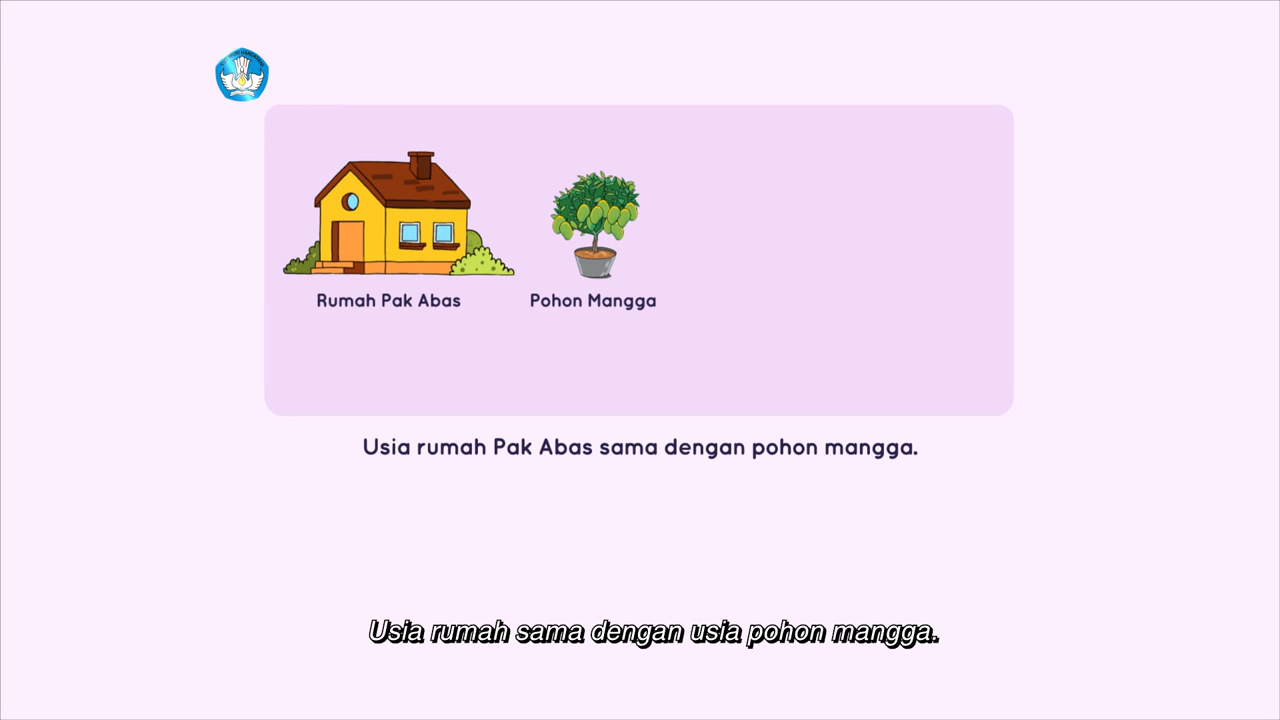 Rumah Pak Abas
Pohon Mangga
Usia rumah Pak Abas sama dengan pohon mangga.
Usia rumah sama dengan usia pohon mangga.